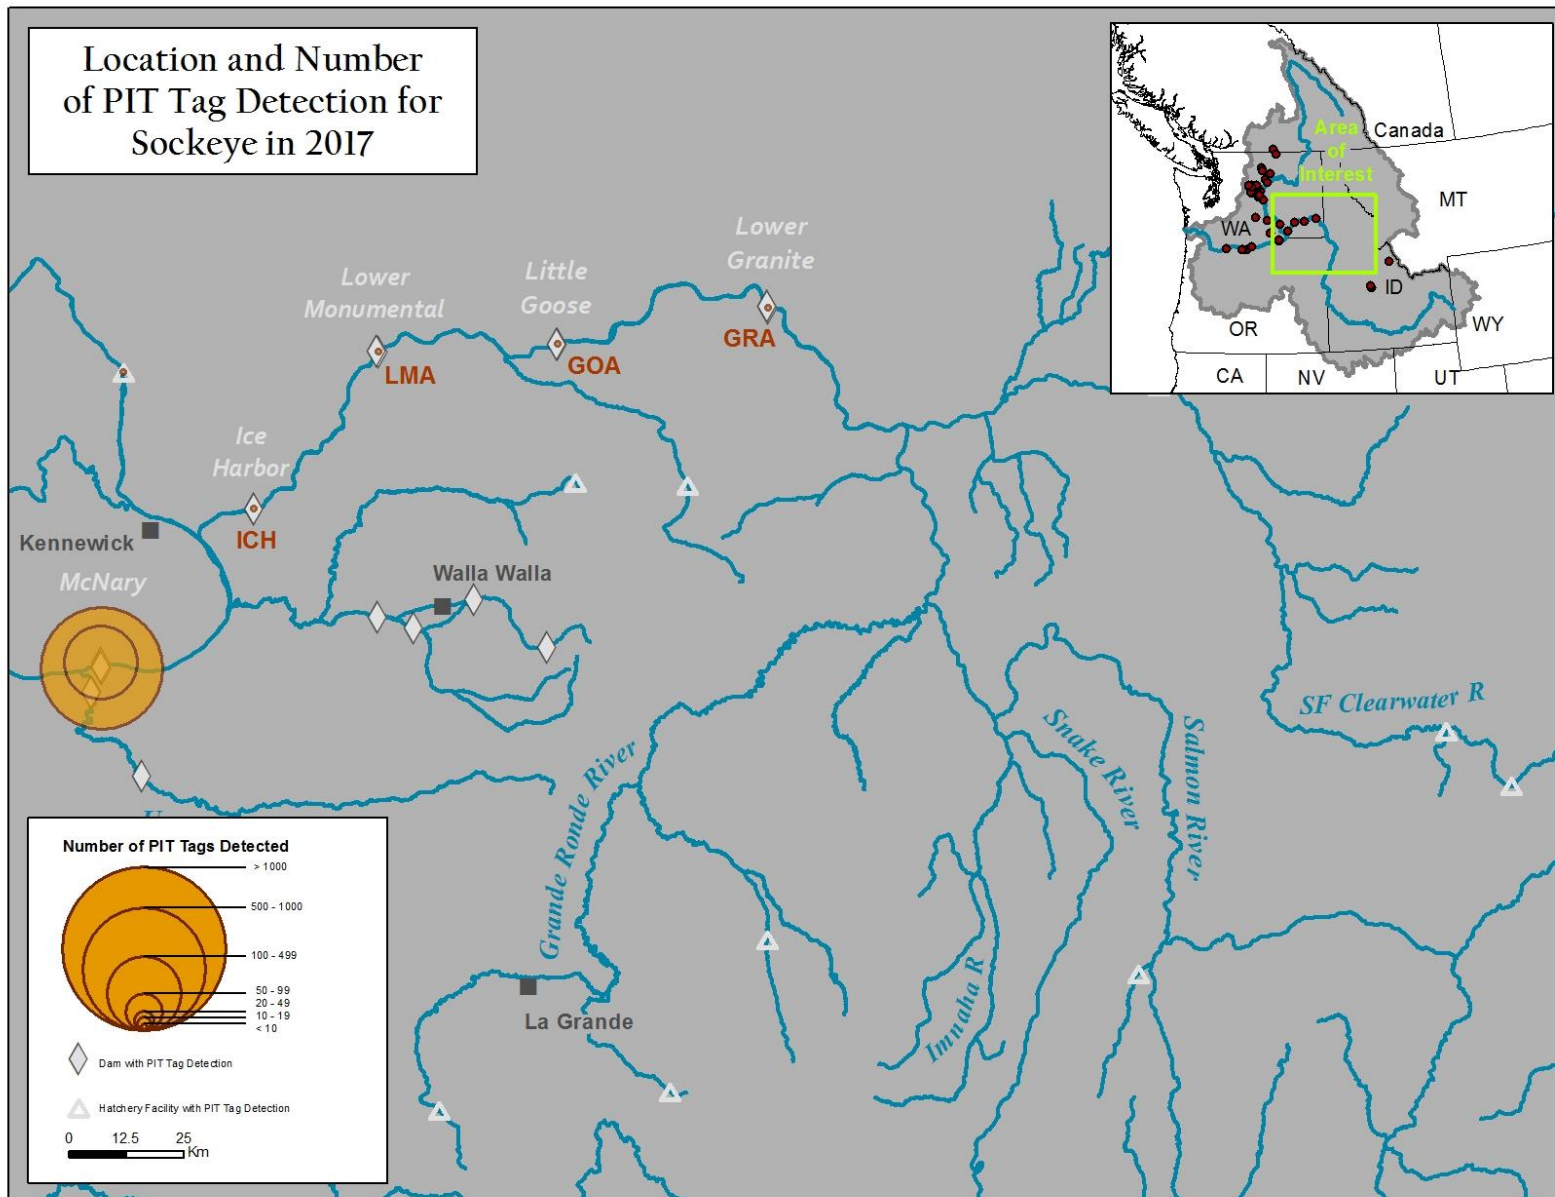 Location and Number
of PIT Tag Detection for
Sockeye in 2017
Area
of
Interest
Canada
MT
WA
ID
OR
WY
CA
NV
UT
Lower
Granite
Lower
Monumental
Little
Goose
GRA
GOA
LMA
Ice
Harbor
ICH
Kennewick
McNary
Walla Walla
SF Clearwater R
Snake River
Salmon River
Grande Ronde River
Imnaha R
La Grande
Number of PIT Tags Detected
> 1000
500 - 1000
100 - 499
50 - 99
20 - 49
10 - 19
< 10
Dam with PIT Tag Detection
Hatchery Facility with PIT Tag Detection
0 12.5 25
Km